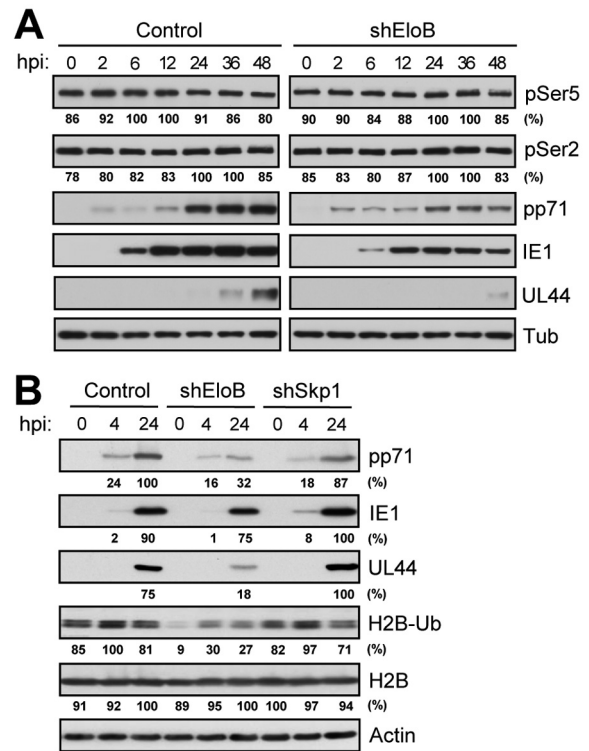 A
Control shEloB
hpi: 0 2 6 12 24 36 48 0 2 6 12 24 36 48
pSer5
86 92 100 100 91 86 80 90 90 84 88 100 100 85 (%)
pSer2
78 80 82 83 100 100 85 85 83 80 87 100 100 83 (%)
pp71
IE1
UL44
Tub
B
Control shEloB shSkp1
hpi: 0 4 24 0 4 24 0 4 24
pp71
24 100 16 32 18 87 (%)
IE1
2 90 1 75 8 100 (%)
UL44
75 18 100 (%)
H2B-Ub
85 100 81 9 30 27 82 97 71 (%)
H2B
91 92 100 89 95 100 100 97 94 (%)
Actin